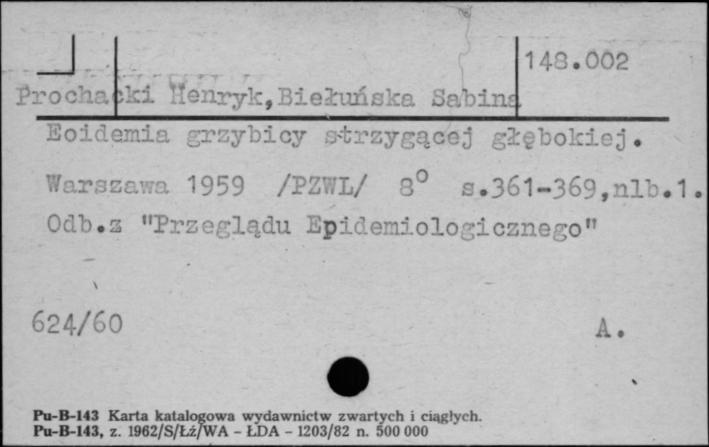 148.002
Prochacki Henryk,Biełuńska Sabina
Eoidemia grzybicy strzygącej głębokiej.
Warszawa 1959 /PZWL/ 8° s.361-369,nlb.1.
Odb.z "Przeglądu Epidemiologicznego"
624/60 A.
Pu-B-143 Karta katalogowa wydawnictw zwartych i ciągłych.
Pu-B-143, z. 1962/S/Łź/WA - ŁDA - 1203/82 n. 500 000